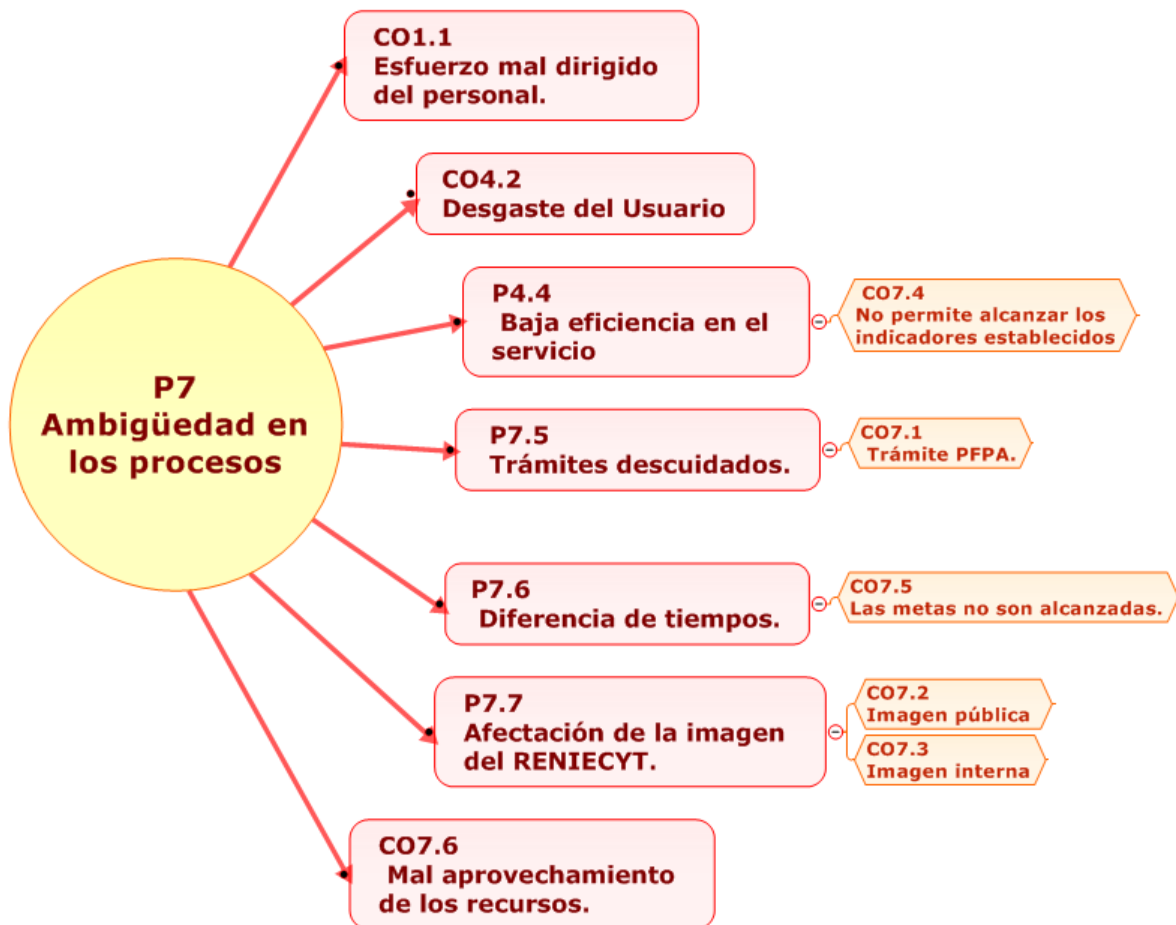 CO1.1
Esfuerzo mal dirigido
del personal.
CO4.2
Desgaste del Usuario
P4.4
Baja eficiencia en el
servicio
CO7.4
No permite alcanzar los
indicadores establecidos
P7
Ambigüedad en
los procesos
P7.5
Trámites descuidados.
CO7.1
Trámite PFPA.
P7.6
Diferencia de tiempos.
CO7.5
Las metas no son alcanzadas.
P7.7
Afectación de la imagen
del RENIECYT.
CO7.2
Imagen pública
CO7.3
Imagen interna
CO7.6
Mal aprovechamiento
de los recursos.